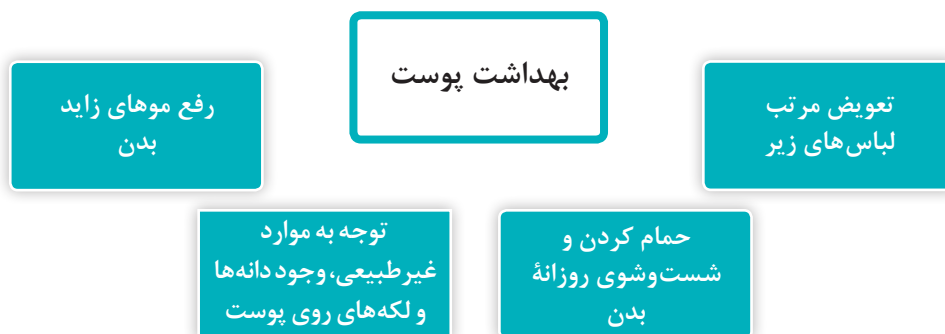 بهداشت پوست
تعویض مرتب
لباس‌های زیر
رفع موهای زاید
بدن
حمام کردن و
شست‌وشوی روزانهٔ
بدن
توجه به موارد
غیرطبیعی، وجود دانه‌ها
و لکه‌های روی پوست